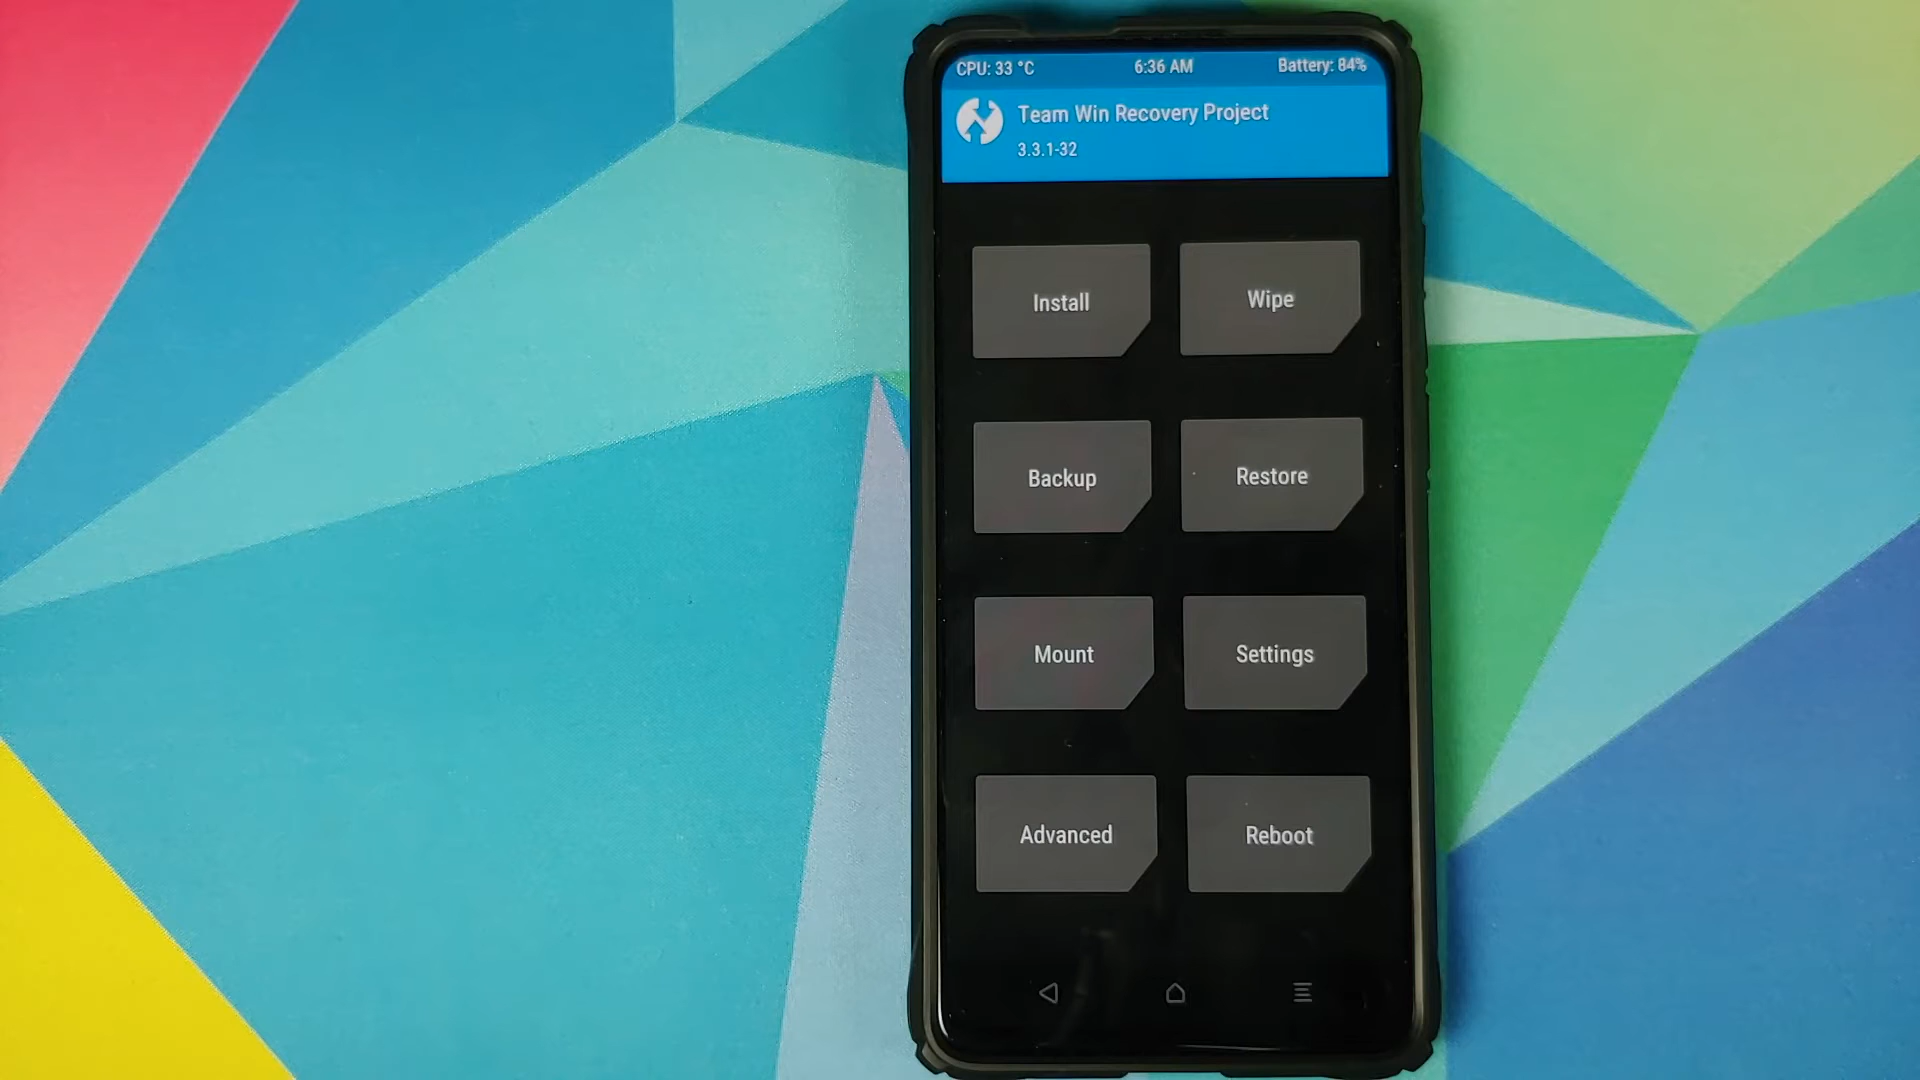 CPU: 33 °C 6:36 AM Battery: 84%
Team Win Recovery Project
3.3.1-32
Install Wipe
Backup Restore
Mount Settings
Advanced Reboot